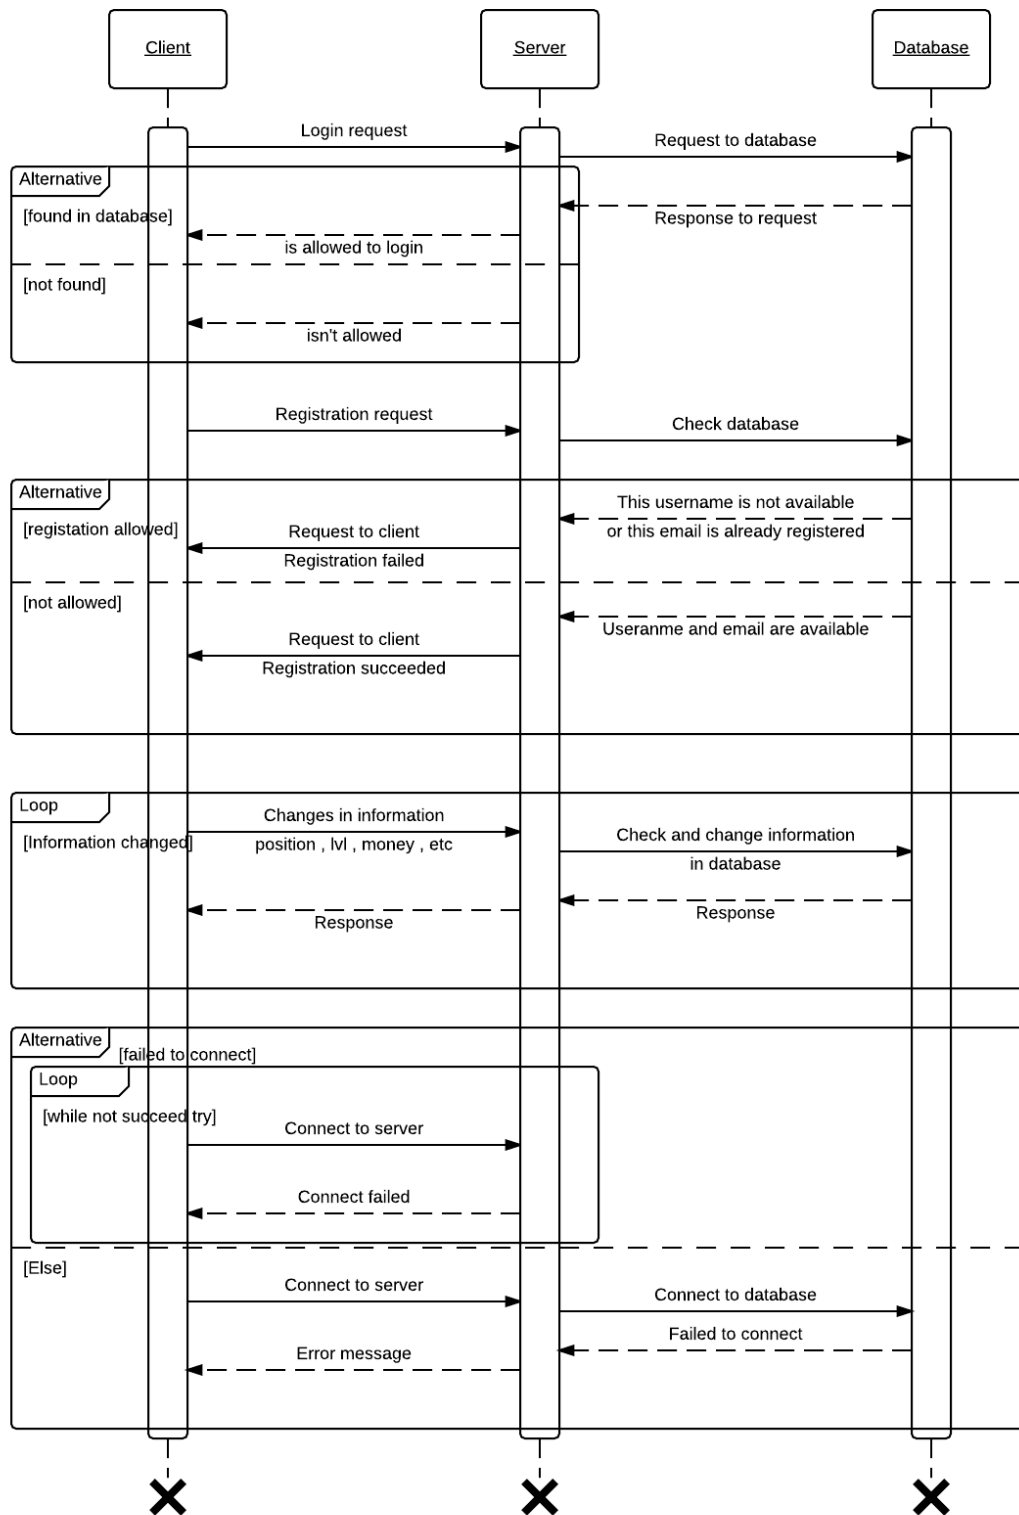 Client
Server
Database
Login request
Request to database
Alternative
[found in database]
Response to request
is allowed to login
[not found]
isn't allowed
Registration request
Check database
Alternative
This username is not available
[registation allowed]
Request to client
or this email is already registered
Registration failed
[not allowed]
Useranme and email are available
Request to client
Registration succeeded
Loop
Changes in information
[Information changed]
position , lvl , money , etc
Check and change information
in database
Response
Response
Alternative
[failed to connect]
Loop
[while not succeed try]
Connect to server
Connect failed
[Else]
Connect to server
Connect to database
Failed to connect
Error message